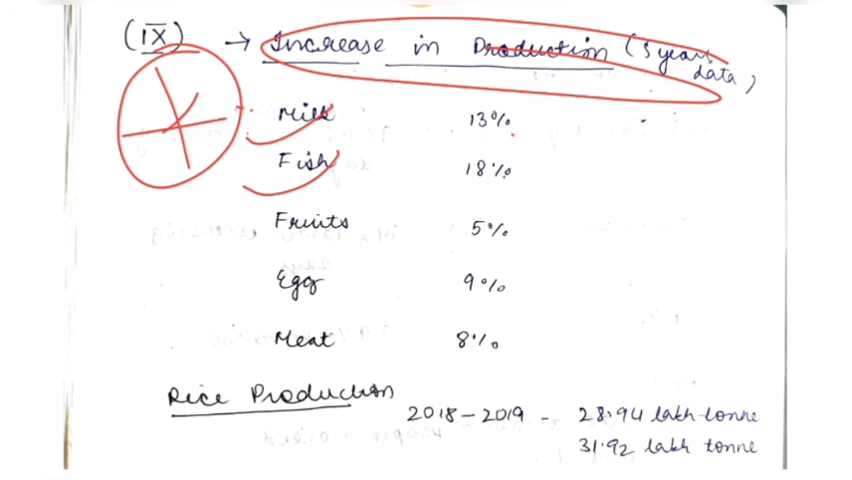 (IX) → Increase in Production (5 years data)
Milk 13%
Fish 18%
Fruits 5%
Egg 9%
Meat 8%
Rice Production
2018-2019 - 28.94 lakh tonne
31.92 lakh tonne